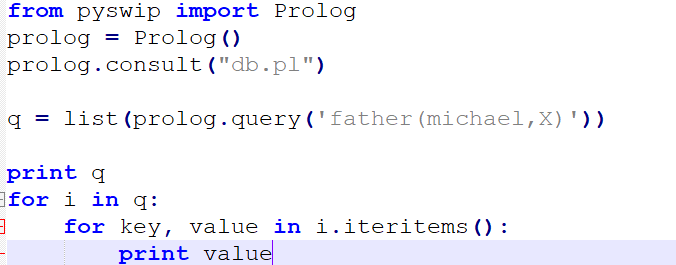 from pyswip import Prolog
prolog = Prolog()
prolog.consult("db.pl")
q = list(prolog.query('father(michael,X)'))
print q
for i in q:
    for key, value in i.iteritems():
        print value